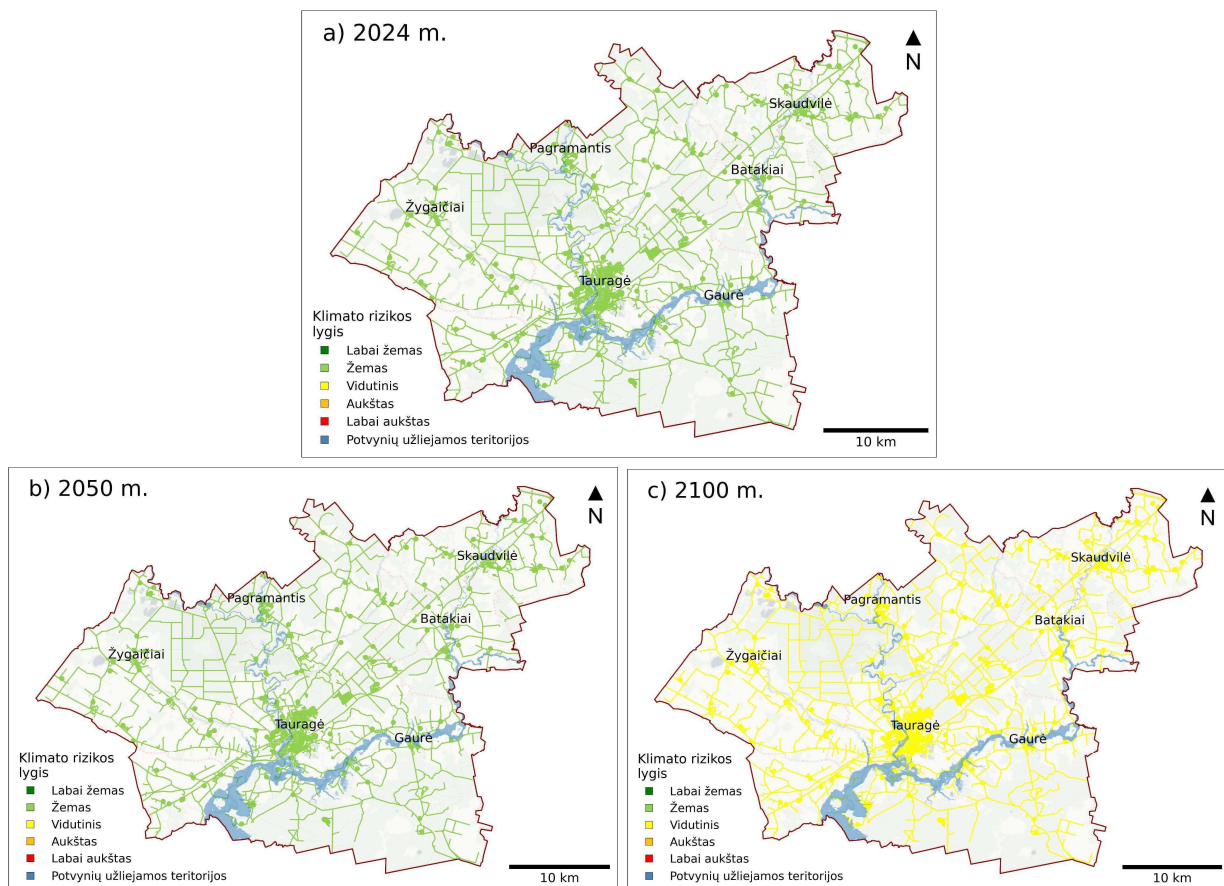 a) 2024 m.
N
Skaudvilė
Pagramantis
Batakiai
Žygaičiai
Tauragė
Gaurė
Klimato rizikos
lygis
Labai žemas
Žemas
Vidutinis
Aukštas
Labai aukštas
Potvynių užliejamos teritorijos
10 km
b) 2050 m.
N
Skaudvilė
Pagramantis
Batakiai
Žygaičiai
Tauragė
Gaurė
Klimato rizikos
lygis
Labai žemas
Žemas
Vidutinis
Aukštas
Labai aukštas
Potvynių užliejamos teritorijos
10 km
c) 2100 m.
N
Skaudvilė
Pagramantis
Batakiai
Žygaičiai
Tauragė
Gaurė
Klimato rizikos
lygis
Labai žemas
Žemas
Vidutinis
Aukštas
Labai aukštas
Potvynių užliejamos teritorijos
10 km